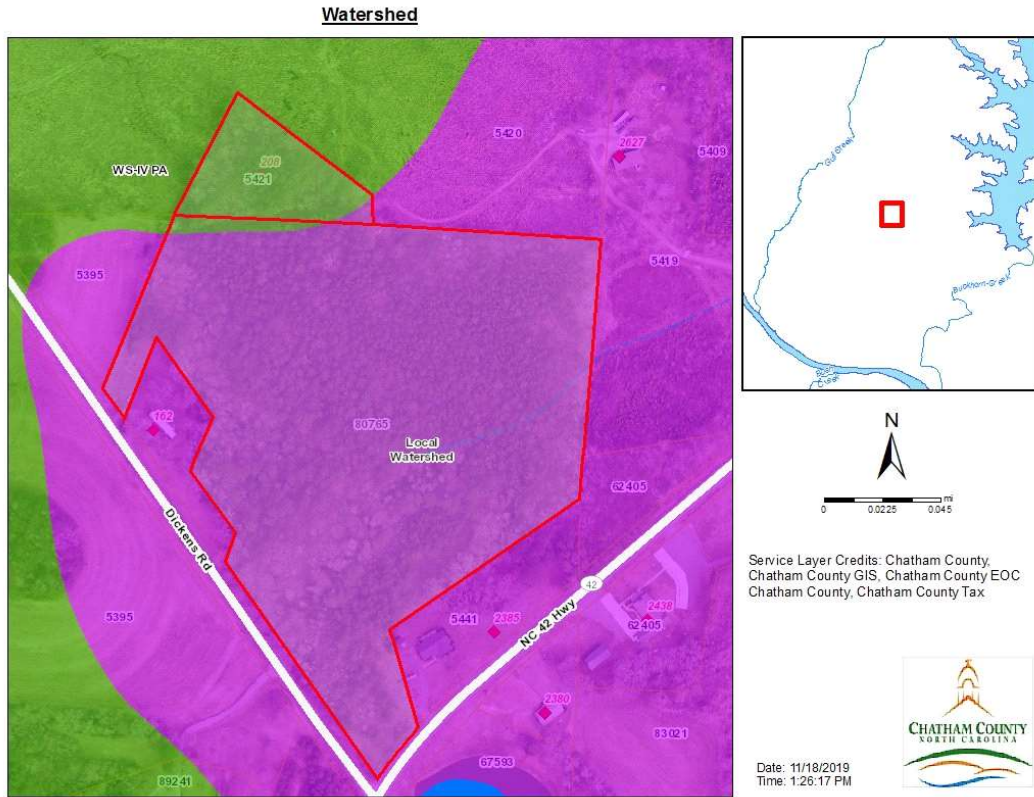 Watershed
5420
2627
5409
WS-IV PA
208
5421
5395
5419
162
80765
Local
Watershed
62405
Dickens Rd
42
NC 42 Hwy
5441
2385
2438
62405
5395
2380
83021
67593
89241
Buckhorn-Creek
N
mi
0 0.0225 0.045
Service Layer Credits: Chatham County,
Chatham County GIS, Chatham County EOC
Chatham County, Chatham County Tax
CHATHAM COUNTY
NORTH CAROLINA
Date: 11/18/2019
Time: 1:26:17 PM